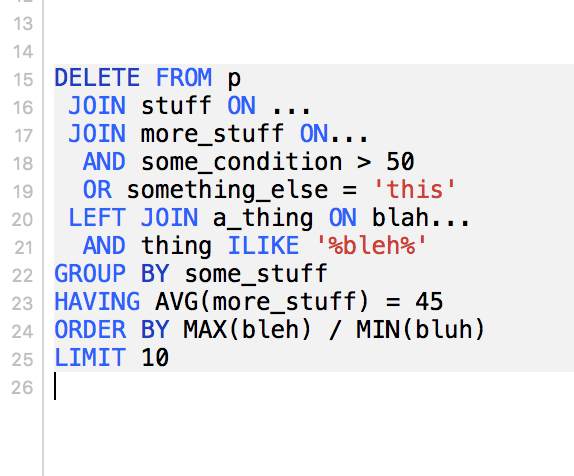 13
14
15 DELETE FROM p
16 JOIN stuff ON ...
17 JOIN more_stuff ON...
18 AND some_condition > 50
19 OR something_else = 'this'
20 LEFT JOIN a_thing ON blah...
21 AND thing ILIKE '%bleh%'
22 GROUP BY some_stuff
23 HAVING AVG(more_stuff) = 45
24 ORDER BY MAX(bleh) / MIN(bluh)
25 LIMIT 10
26